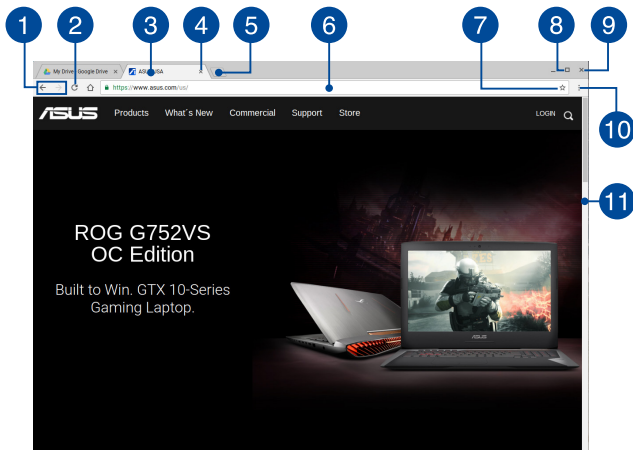 1 2 3 4 5 6 7 8 9
My Drive - Google Drive
https://www.asus.com/us/
10
ASUS Products What's New Commercial Support Store LOGIN
11
ROG G752VS
OC Edition
Built to Win. GTX 10-Series
Gaming Laptop.
ASUS